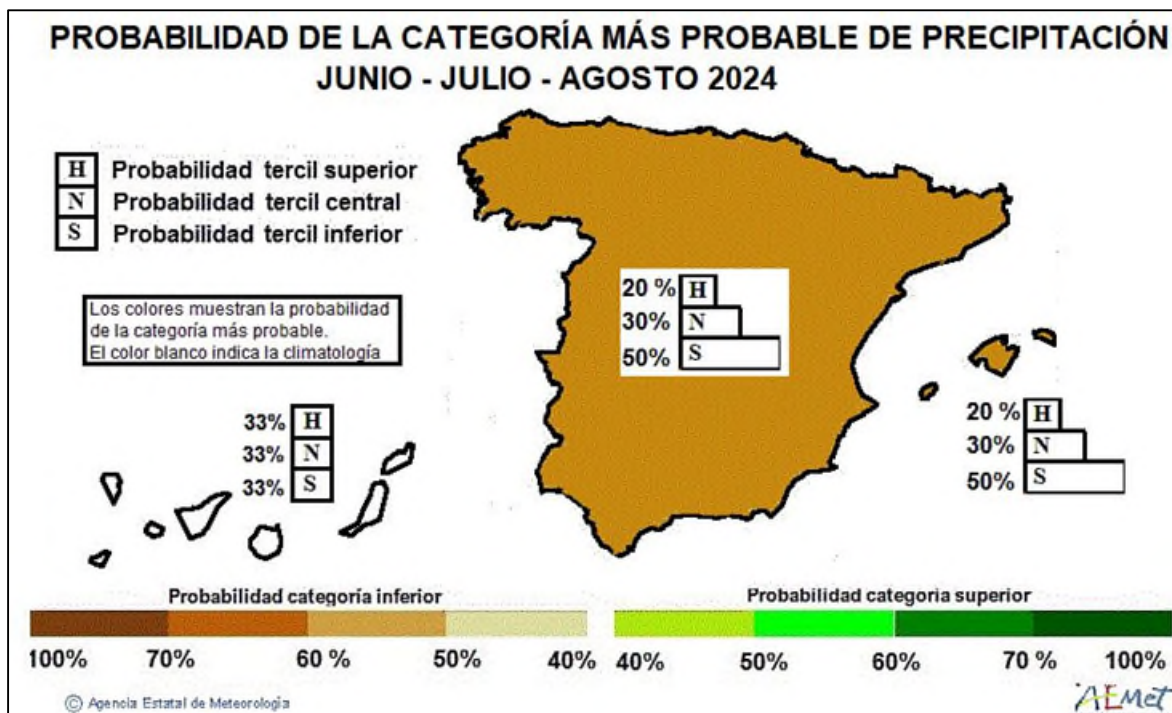 PROBABILIDAD DE LA CATEGORÍA MÁS PROBABLE DE PRECIPITACIÓN
JUNIO - JULIO - AGOSTO 2024
H Probabilidad tercil superior
N Probabilidad tercil central
S Probabilidad tercil inferior
Los colores muestran la probabilidad
de la categoría más probable.
El color blanco indica la climatología
20 % H
30% N
50% S
20 % H
30% N
50% S
33% H
33% N
33% S
Probabilidad categoría inferior
100% 70% 60 % 50% 40%
Probabilidad categoria superior
40% 50% 60% 70 % 100%
© Agencia Estatal de Meteorología
AEMet